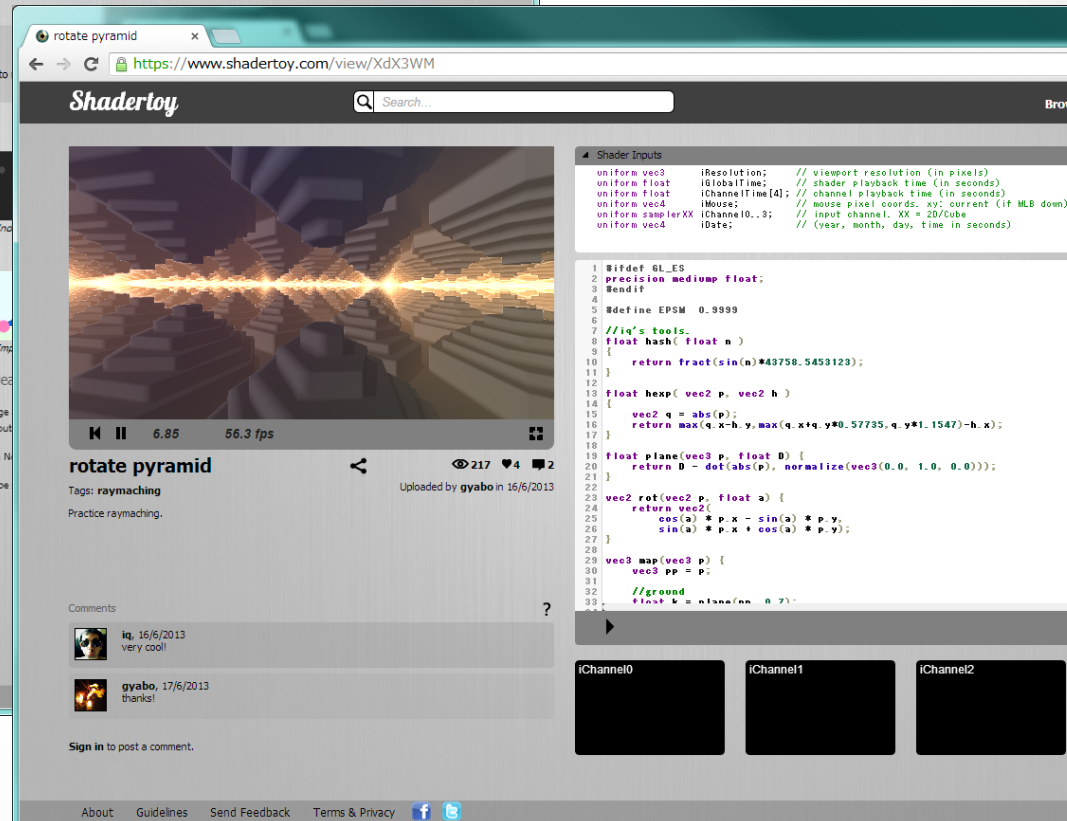 rotate pyramid
https://www.shadertoy.com/view/XdX3WM
Shadertoy
Search...
Shader Inputs
uniform vec3 iResolution; // viewport resolution (in pixels)
uniform float iGlobalTime; // shader playback time (in seconds)
uniform float iChannelTime[4]; // channel playback time (in seconds)
uniform vec4 iMouse; // mouse pixel coords. xy: current (if MLB down)
uniform samplerXX iChannel0..3; // input channel. XX = 2D/Cube
uniform vec4 iDate; // (year, month, day, time in seconds)
1 #ifdef GL_ES
2 precision mediump float;
3 #endif
4
5 #define EPSM 0.9999
6
7 //iq's tools.
8 float hash( float n )
9 {
10 return fract(sin(n)*43758.5453123);
11 }
12
13 float hexp( vec2 p, vec2 h )
14 {
15 vec2 q = abs(p);
16 return max(q.x-h.y,max(q.x+q.y*0.57735,q.y*1.1547)-h.x);
17 }
18
19 float plane(vec3 p, float D) {
20 return D - dot(abs(p), normalize(vec3(0.0, 1.0, 0.0)));
21 }
22
23 vec2 rot(vec2 p, float a) {
24 return vec2(
25 cos(a) * p.x - sin(a) * p.y,
26 sin(a) * p.x + cos(a) * p.y);
27 }
28
29 vec3 map(vec3 p) {
30 vec3 pp = p;
31
32 //ground
33 float k = plane(pp, 0.7);
6.85 56.3 fps
rotate pyramid
217 4 2
Tags: raymaching
Uploaded by gyabo in 16/6/2013
Practice raymaching.
Comments
?
iq, 16/6/2013
very cool!
gyabo, 17/6/2013
thanks!
Sign in to post a comment.
iChannel0
iChannel1
iChannel2
About Guidelines Send Feedback Terms & Privacy